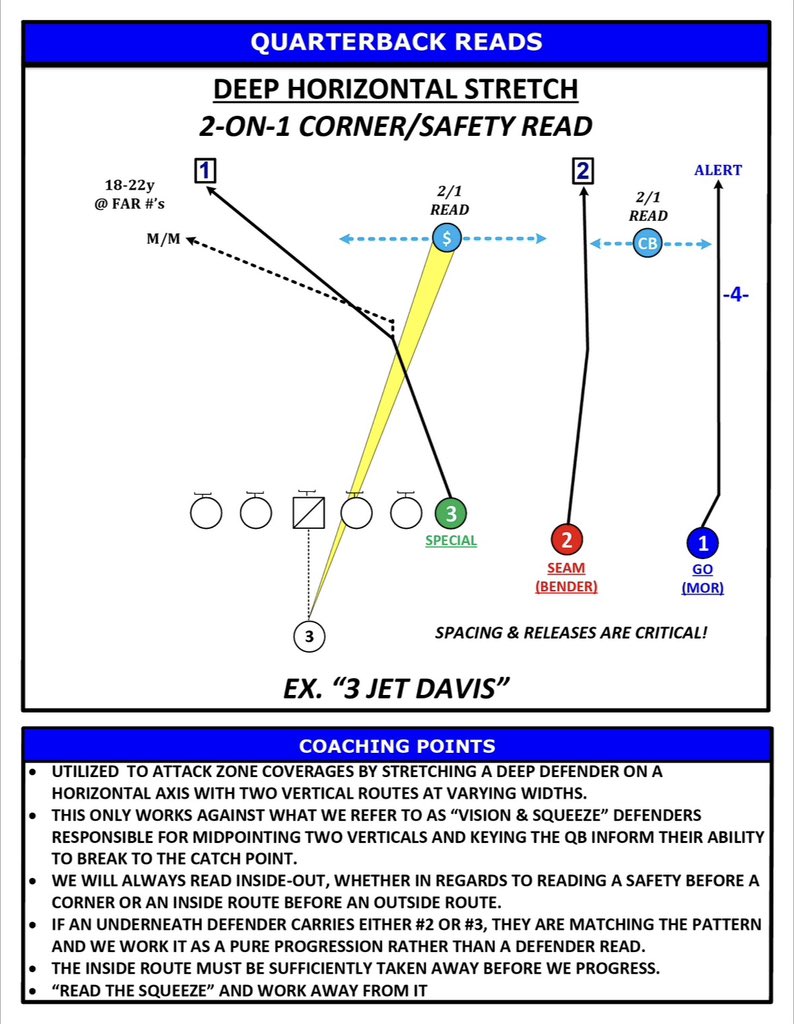 QUARTERBACK READS
DEEP HORIZONTAL STRETCH
2-ON-1 CORNER/SAFETY READ
1
2
ALERT
18-22y
@ FAR #'s
2/1
READ
2/1
READ
M/M
$
CB
-4-
3
SPECIAL
2
SEAM
(BENDER)
1
GO
(MOR)
3
SPACING & RELEASES ARE CRITICAL!
EX. “3 JET DAVIS”
COACHING POINTS
• UTILIZED TO ATTACK ZONE COVERAGES BY STRETCHING A DEEP DEFENDER ON A
HORIZONTAL AXIS WITH TWO VERTICAL ROUTES AT VARYING WIDTHS.
• THIS ONLY WORKS AGAINST WHAT WE REFER TO AS “VISION & SQUEEZE” DEFENDERS
RESPONSIBLE FOR MIDPOINTING TWO VERTICALS AND KEYING THE QB INFORM THEIR ABILITY
TO BREAK TO THE CATCH POINT.
• WE WILL ALWAYS READ INSIDE-OUT, WHETHER IN REGARDS TO READING A SAFETY BEFORE A
CORNER OR AN INSIDE ROUTE BEFORE AN OUTSIDE ROUTE.
• IF AN UNDERNEATH DEFENDER CARRIES EITHER #2 OR #3, THEY ARE MATCHING THE PATTERN
AND WE WORK IT AS A PURE PROGRESSION RATHER THAN A DEFENDER READ.
• THE INSIDE ROUTE MUST BE SUFFICIENTLY TAKEN AWAY BEFORE WE PROGRESS.
• “READ THE SQUEEZE” AND WORK AWAY FROM IT